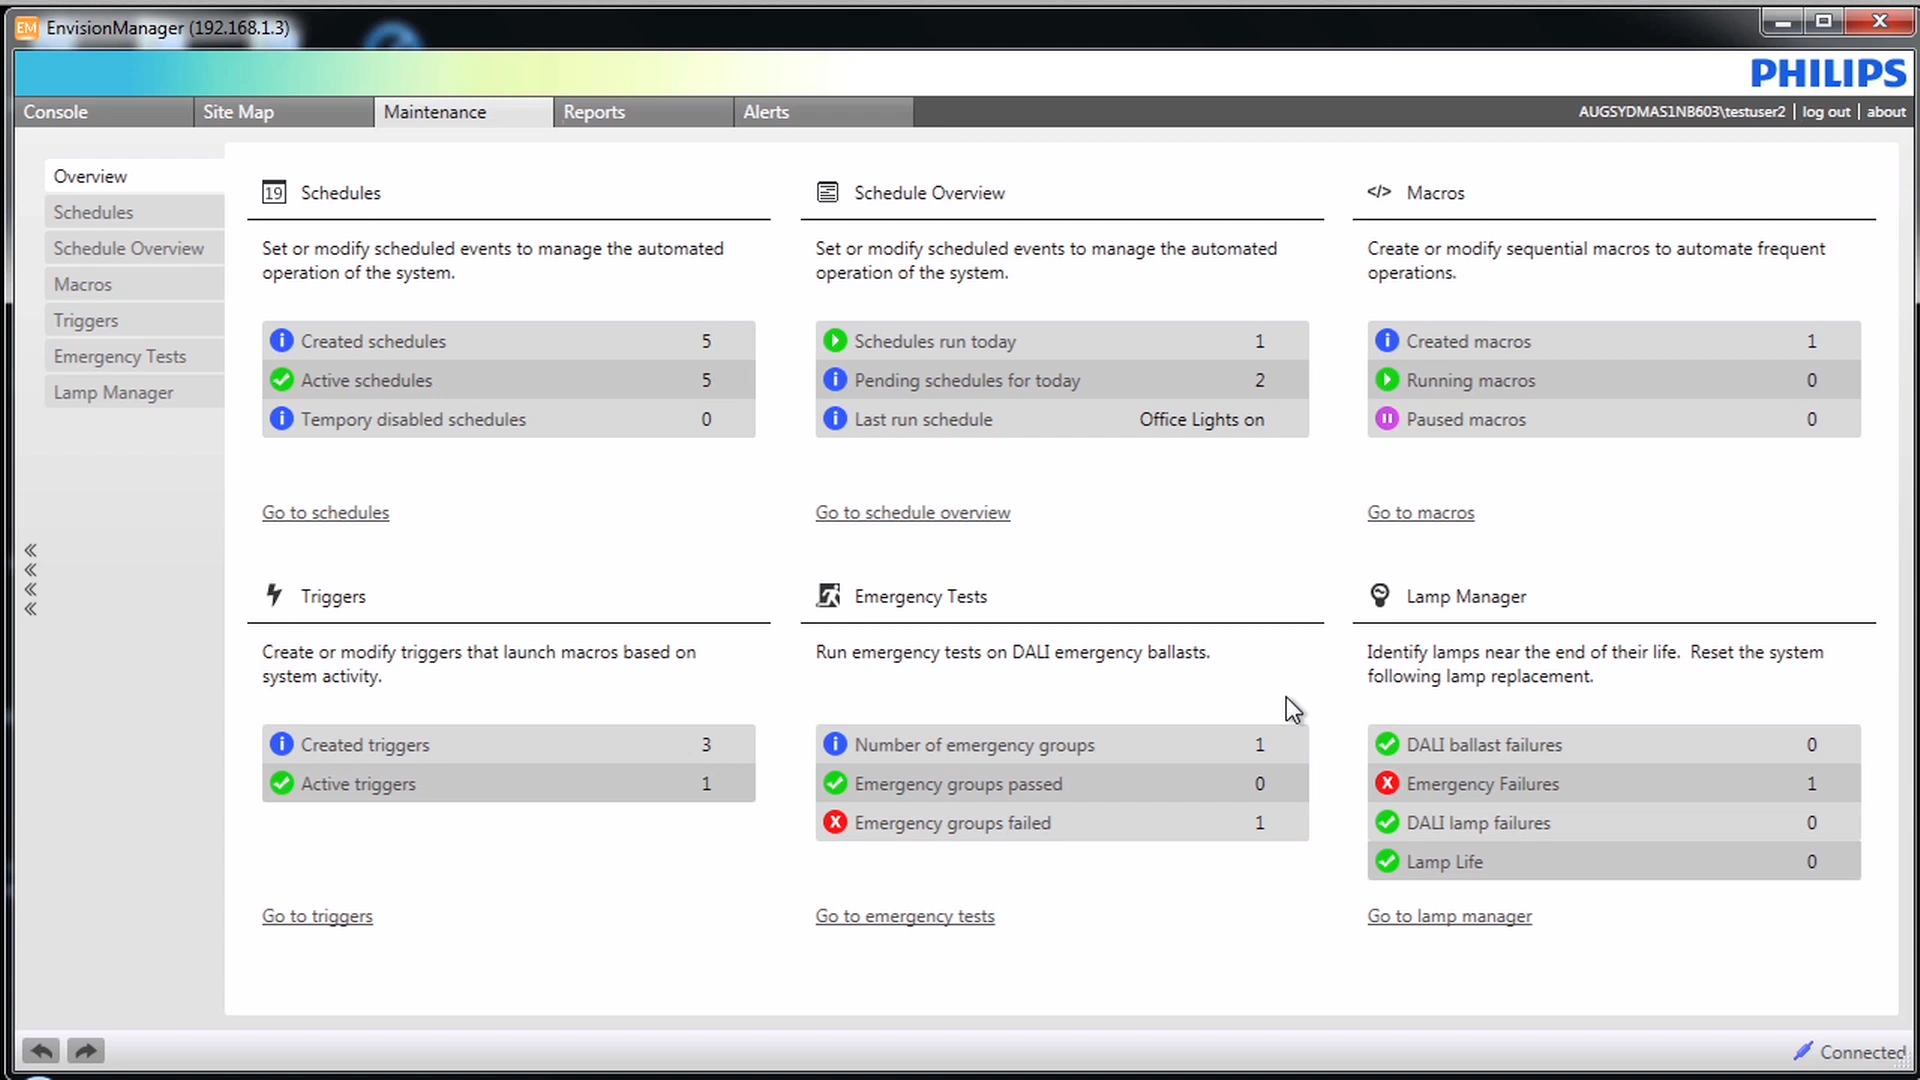 EM EnvisionManager (192.168.1.3)
PHILIPS
Console Site Map Maintenance Reports Alerts AUGSYDMAS1NB603\testuser2 | log out | about
Overview
Schedules
Schedule Overview
Macros
Triggers
Emergency Tests
Lamp Manager
19 Schedules
Set or modify scheduled events to manage the automated
operation of the system.
Created schedules 5
Active schedules 5
Tempory disabled schedules 0
Go to schedules
Schedule Overview
Set or modify scheduled events to manage the automated
operation of the system.
Schedules run today 1
Pending schedules for today 2
Last run schedule Office Lights on
Go to schedule overview
</> Macros
Create or modify sequential macros to automate frequent
operations.
Created macros 1
Running macros 0
Paused macros 0
Go to macros
Triggers
Create or modify triggers that launch macros based on
system activity.
Created triggers 3
Active triggers 1
Go to triggers
Emergency Tests
Run emergency tests on DALI emergency ballasts.
Number of emergency groups 1
Emergency groups passed 0
Emergency groups failed 1
Go to emergency tests
Lamp Manager
Identify lamps near the end of their life. Reset the system
following lamp replacement.
DALI ballast failures 0
Emergency Failures 1
DALI lamp failures 0
Lamp Life 0
Go to lamp manager
Connected